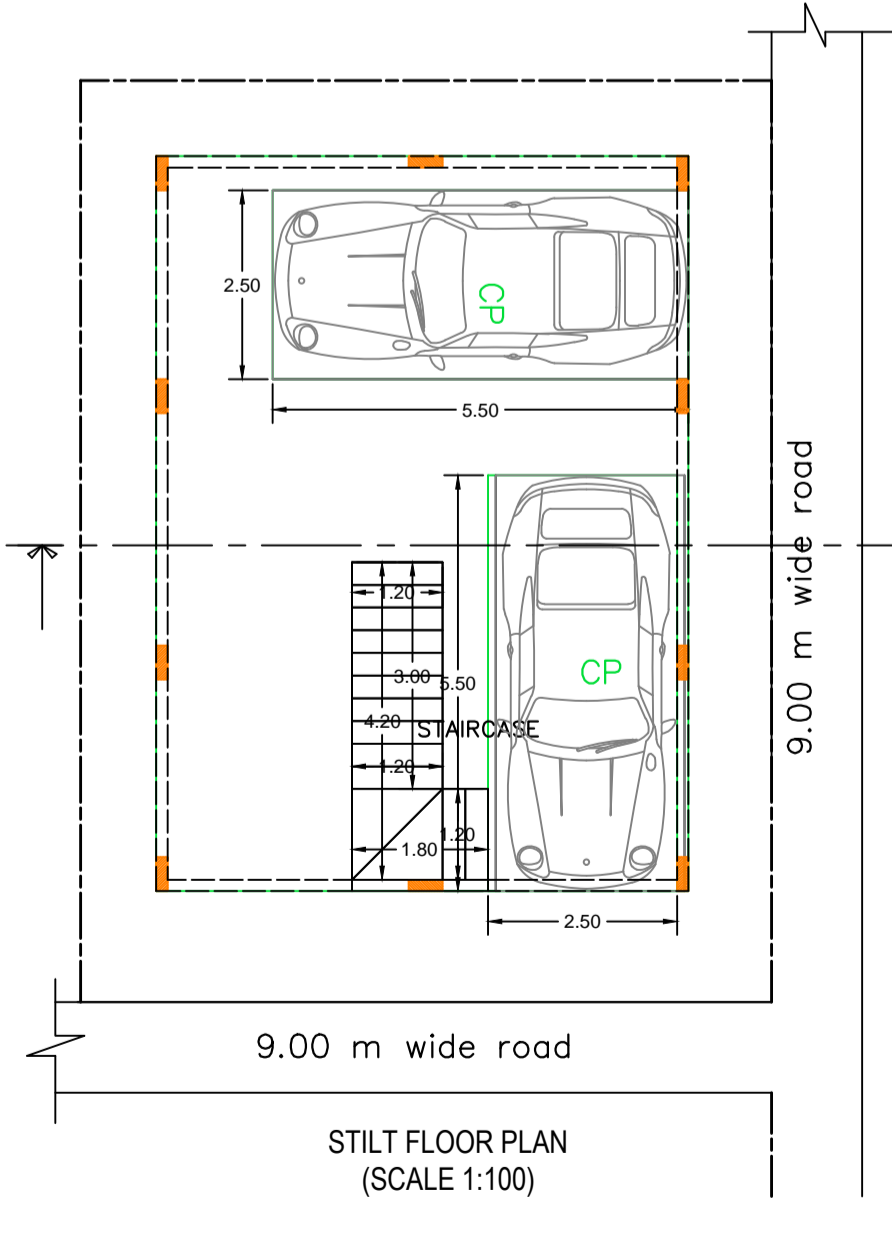 2.50
CP
5.50
9.00 m wide road
1.20
3.00
5.50
CP
4.20
STAIRCASE
1.20
1.20
1.80
2.50
9.00 m wide road
STILT FLOOR PLAN
(SCALE 1:100)